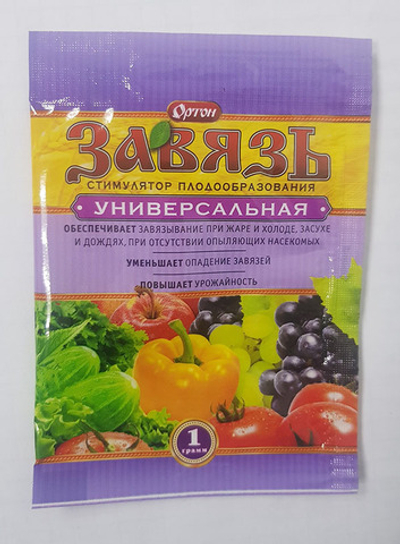 Ортон
ЗАВЯЗЬ
СТИМУЛЯТОР ПЛОДООБРАЗОВАНИЯ
УНИВЕРСАЛЬНАЯ
ОБЕСПЕЧИВАЕТ ЗАВЯЗЫВАНИЕ ПРИ ЖАРЕ И ХОЛОДЕ, ЗАСУХЕ
И ДОЖДЯХ, ПРИ ОТСУТСТВИИ ОПЫЛЯЮЩИХ НАСЕКОМЫХ
УМЕНЬШАЕТ ОПАДЕНИЕ ЗАВЯЗЕЙ
ПОВЫШАЕТ УРОЖАЙНОСТЬ
1
грамм